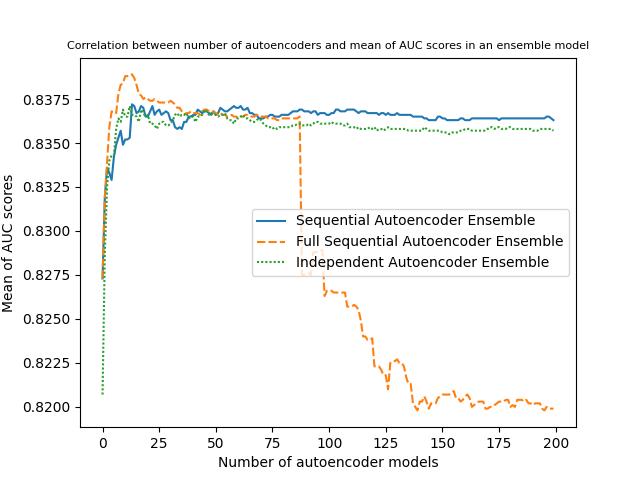 Correlation between number of autoencoders and mean of AUC scores in an ensemble model
Mean of AUC scores
0.8375
0.8350
0.8325
0.8300
0.8275
0.8250
0.8225
0.8200
Sequential Autoencoder Ensemble
Full Sequential Autoencoder Ensemble
Independent Autoencoder Ensemble
0 25 50 75 100 125 150 175 200
Number of autoencoder models